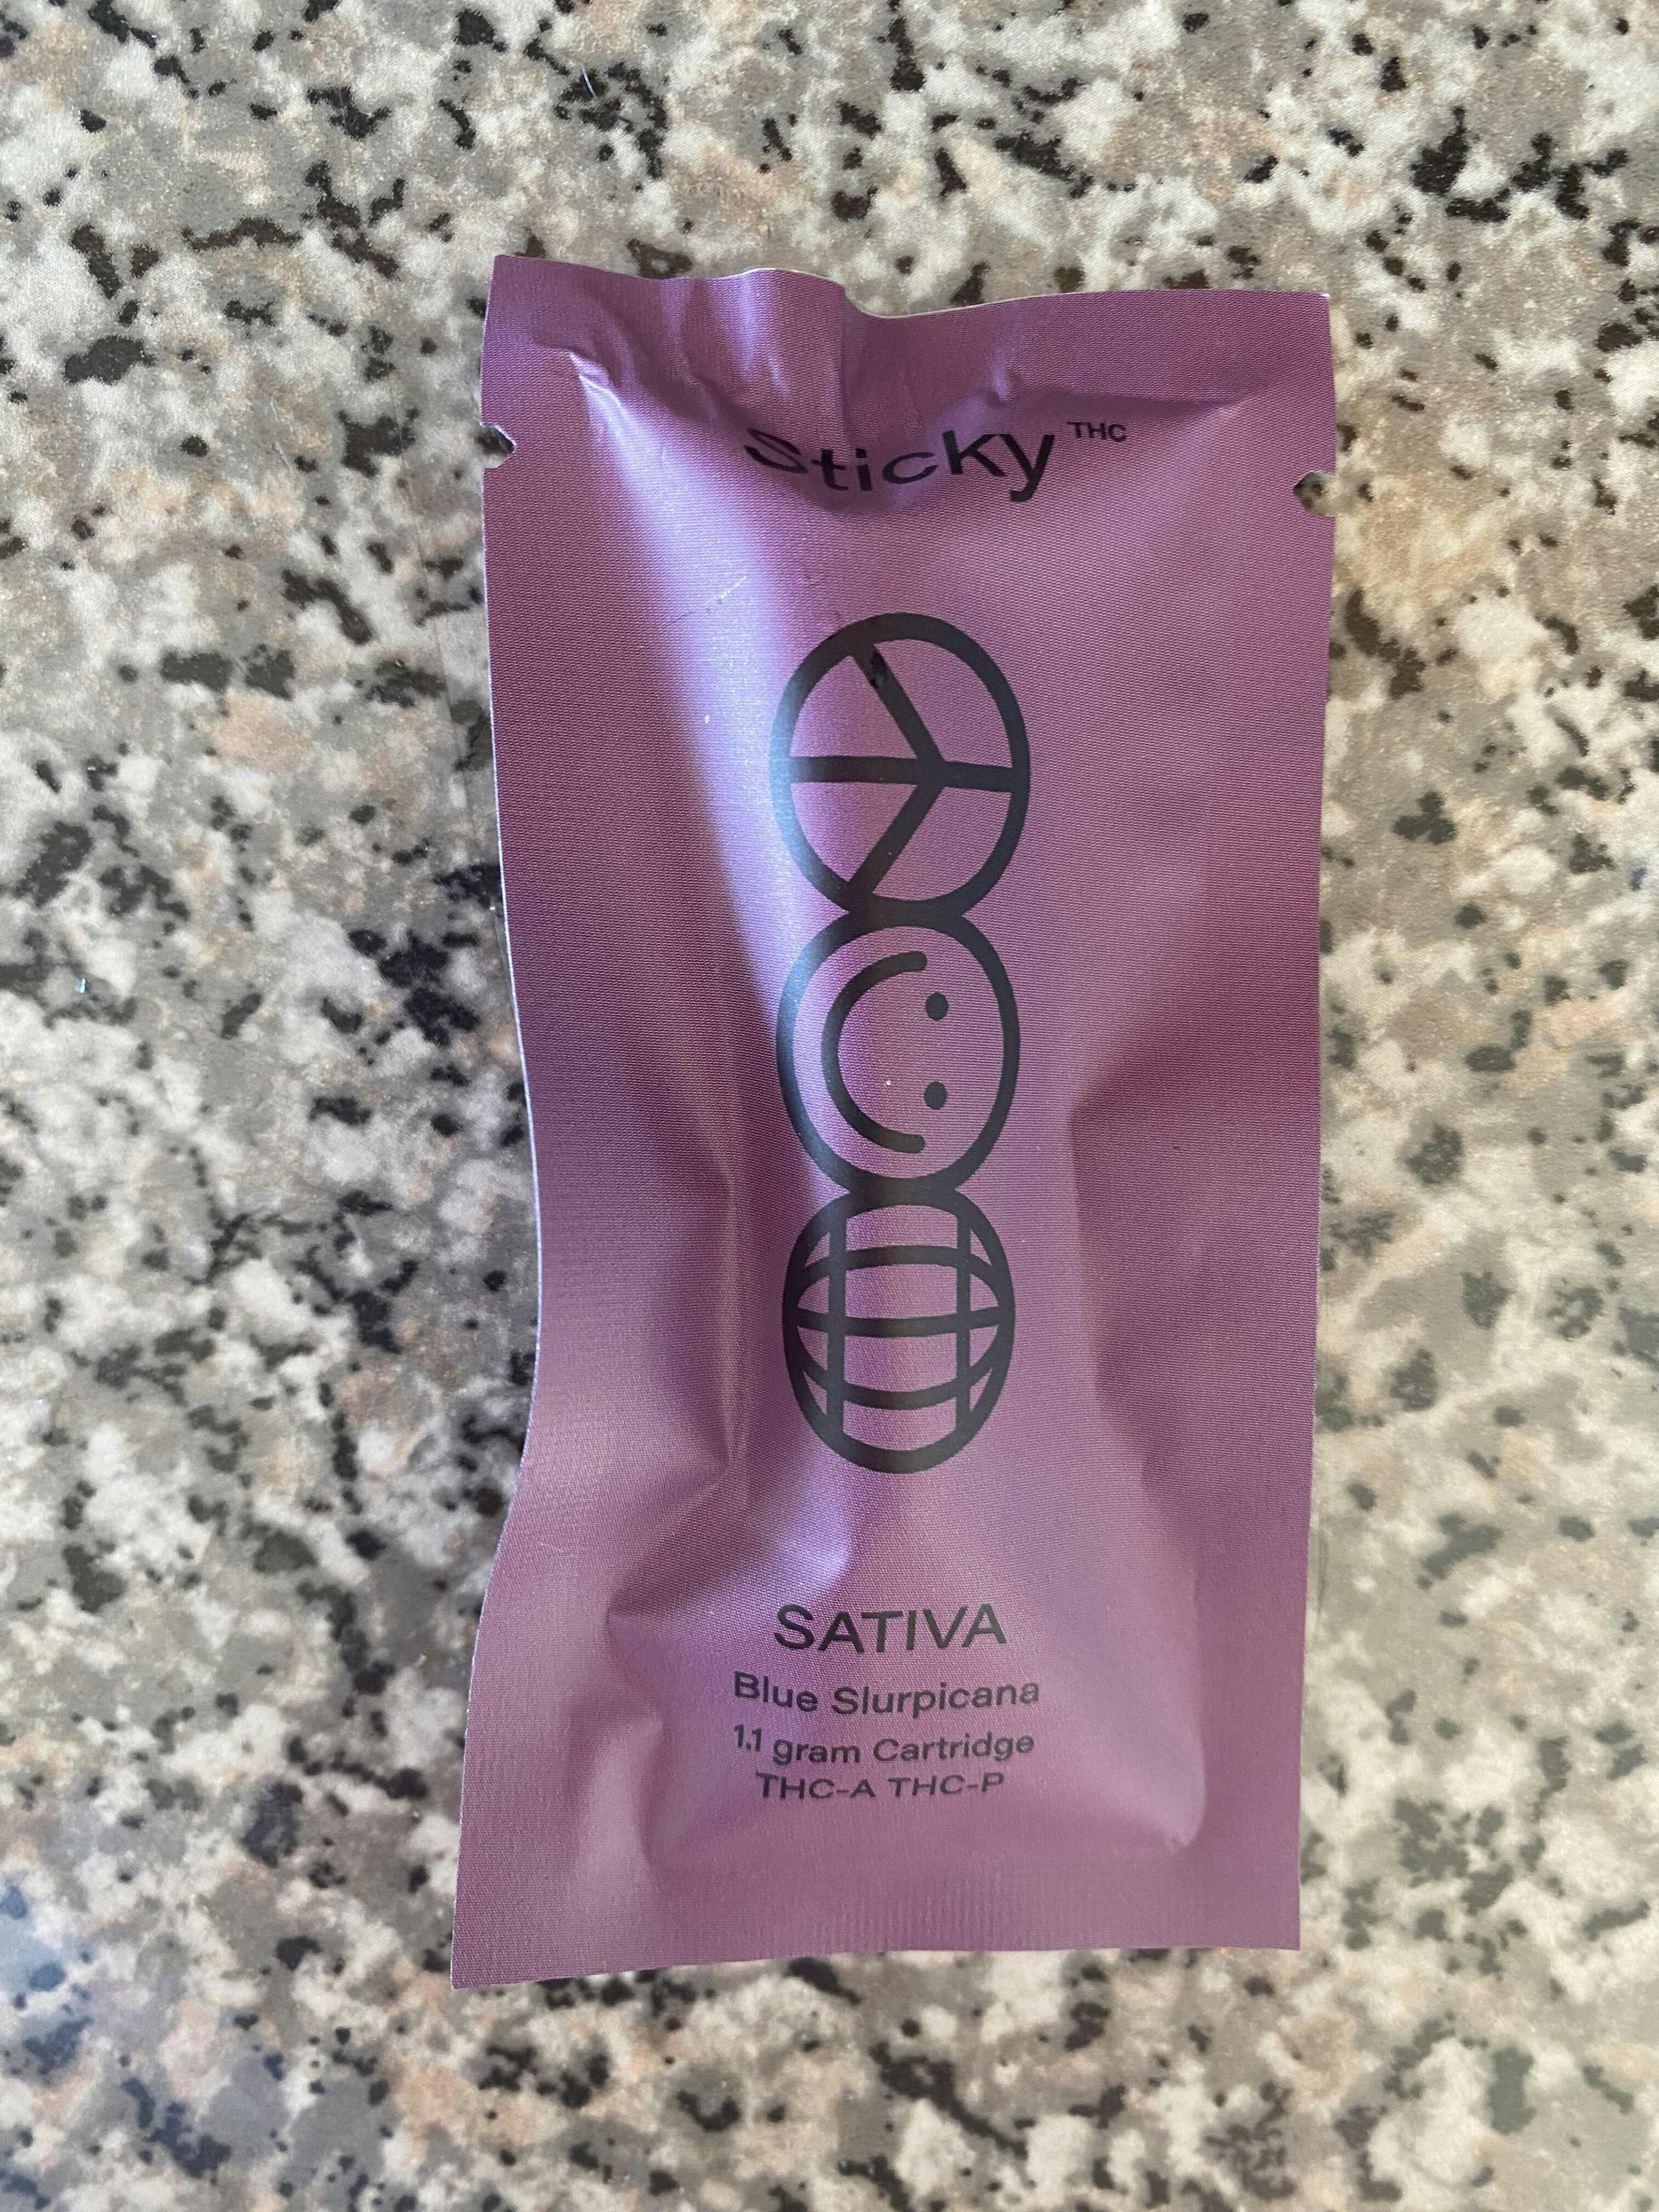 Sticky THC
SATIVA
Blue Slurpicana
1.1 gram Cartridge
THC-A THC-P